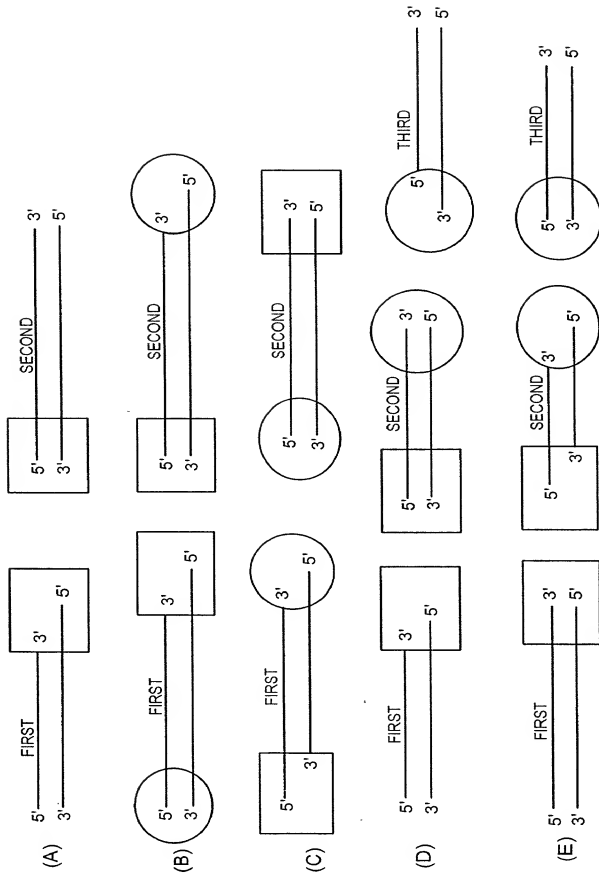 FIRST SECOND
5' 3' 5' 3'
(A)
3' 5' 3' 5'
FIRST SECOND
5' 3' 5' 3'
(B)
3' 5' 3' 5'
FIRST SECOND
5' 3' 5' 3'
(C)
3' 5' 3' 5'
FIRST SECOND THIRD
5' 3' 5' 3' 5' 3'
(D)
3' 5' 3' 5' 3' 5'
FIRST SECOND THIRD
5' 3' 5' 3' 5' 3'
(E)
3' 5' 3' 5' 3' 5'